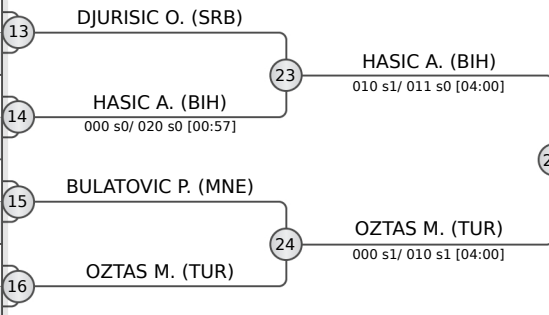 DJURISIC O. (SRB)
13
23
HASIC A. (BIH)
010 s1/ 011 s0 [04:00]
HASIC A. (BIH)
14
000 s0/ 020 s0 [00:57]
BULATOVIC P. (MNE)
15
24
OZTAS M. (TUR)
000 s1/ 010 s1 [04:00]
OZTAS M. (TUR)
16